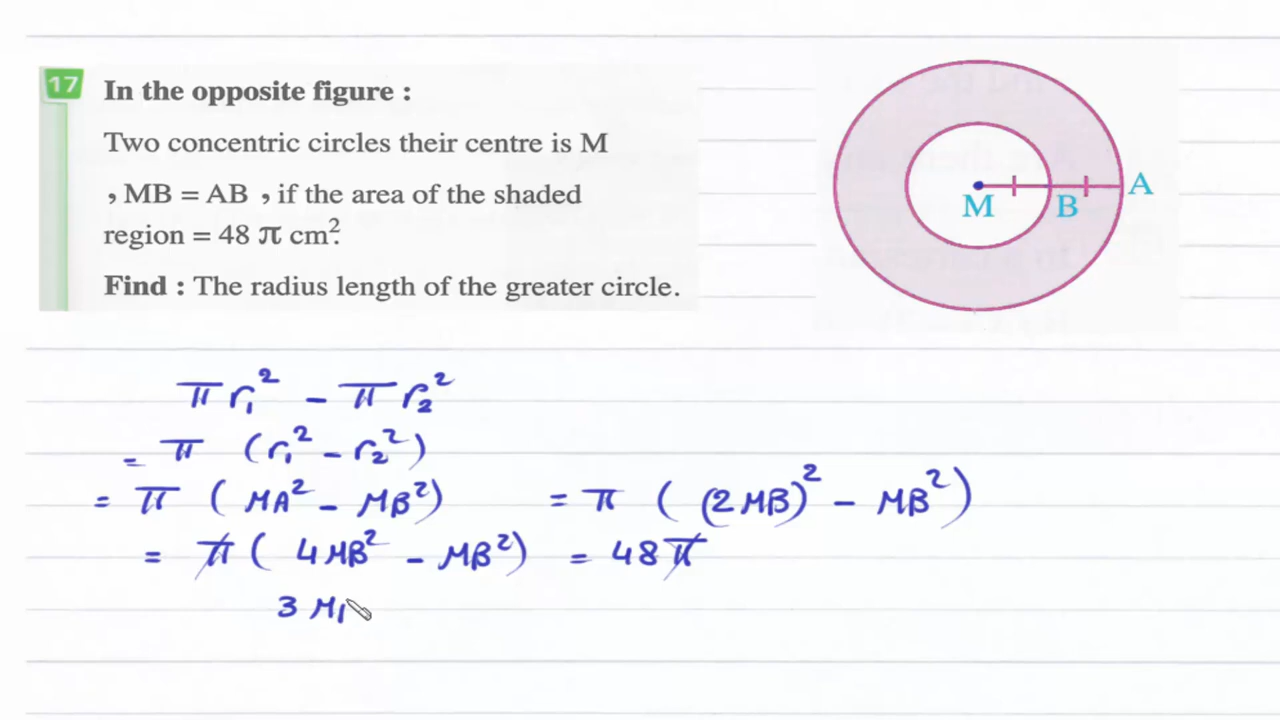 17 In the opposite figure :
Two concentric circles their centre is M
, MB = AB , if the area of the shaded
region = 48 π cm².
Find : The radius length of the greater circle.
M B A
π r₁² - π r₂²
= π (r₁² - r₂²)
= π ( MA² - MB²) = π ( (2MB)² - MB²)
= π ( 4MB² - MB²) = 48π
3 M